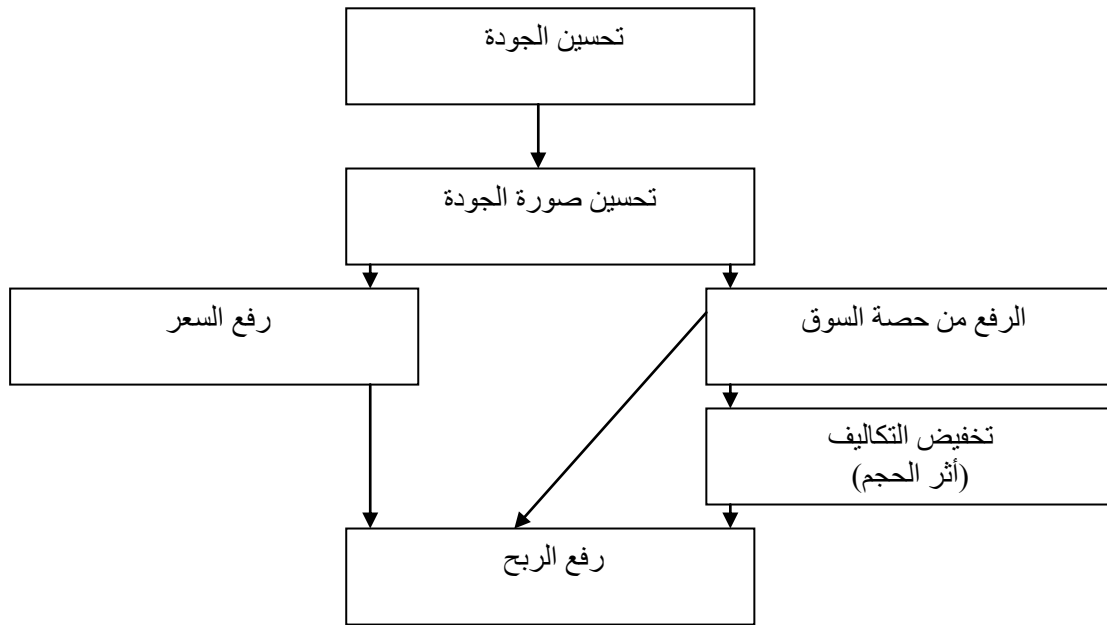 تحسين الجودة
تحسين صورة الجودة
الرفع من حصة السوق
رفع السعر
تخفيض التكاليف
(أثر الحجم)
رفع الربح